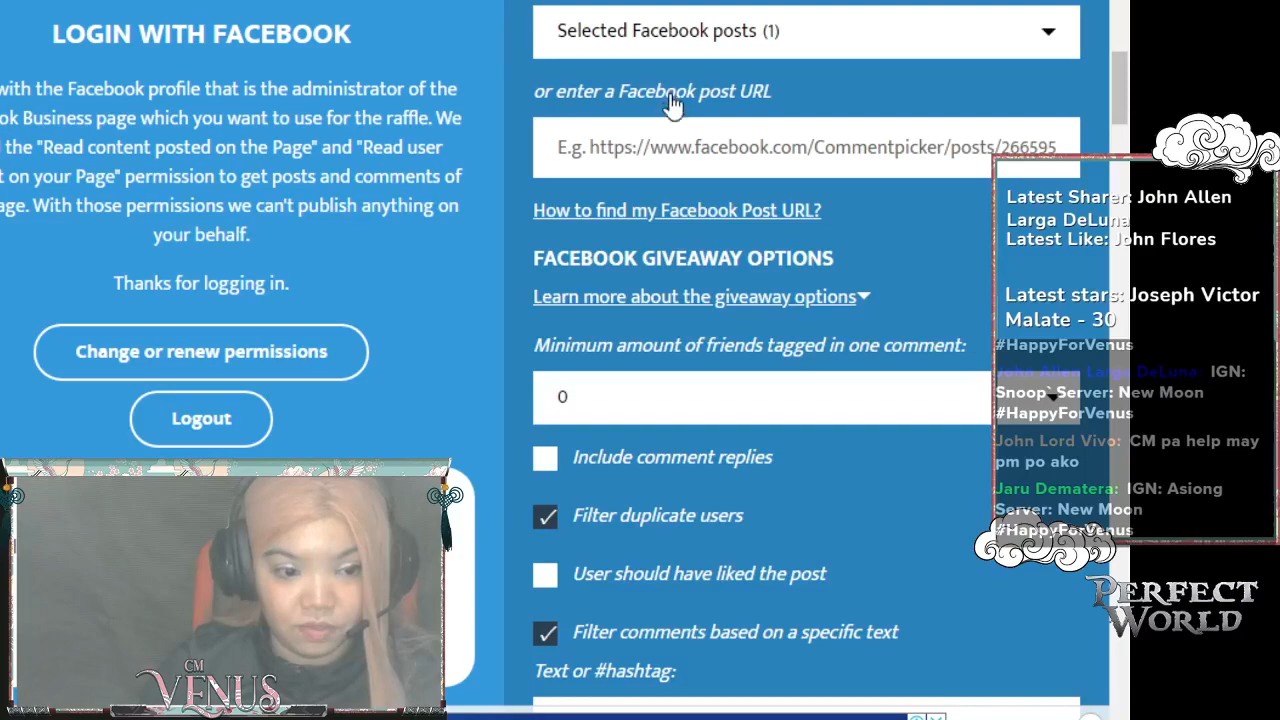 LOGIN WITH FACEBOOK
with the Facebook profile that is the administrator of the
ok Business page which you want to use for the raffle. We
the "Read content posted on the Page" and "Read user
t on your Page" permission to get posts and comments of
age. With those permissions we can't publish anything on
your behalf.
Thanks for logging in.
Change or renew permissions
Logout
Selected Facebook posts (1)
or enter a Facebook post URL
E.g. https://www.facebook.com/Commentpicker/posts/266595
How to find my Facebook Post URL?
FACEBOOK GIVEAWAY OPTIONS
Learn more about the giveaway options
Minimum amount of friends tagged in one comment:
0
Include comment replies
Filter duplicate users
User should have liked the post
Filter comments based on a specific text
Text or #hashtag:
Latest Sharer: John Allen
Larga DeLuna
Latest Like: John Flores
Latest stars: Joseph Victor
Malate - 30
#HappyForVenus
John Allen Larga DeLuna: IGN:
Snoop` Server: New Moon
#HappyForVenus
John Lord Vivo: CM pa help may
pm po ako
Jaru Dematera: IGN: Asiong
Server: New Moon
#HappyForVenus
PERFECT
WORLD
CM
VENUS